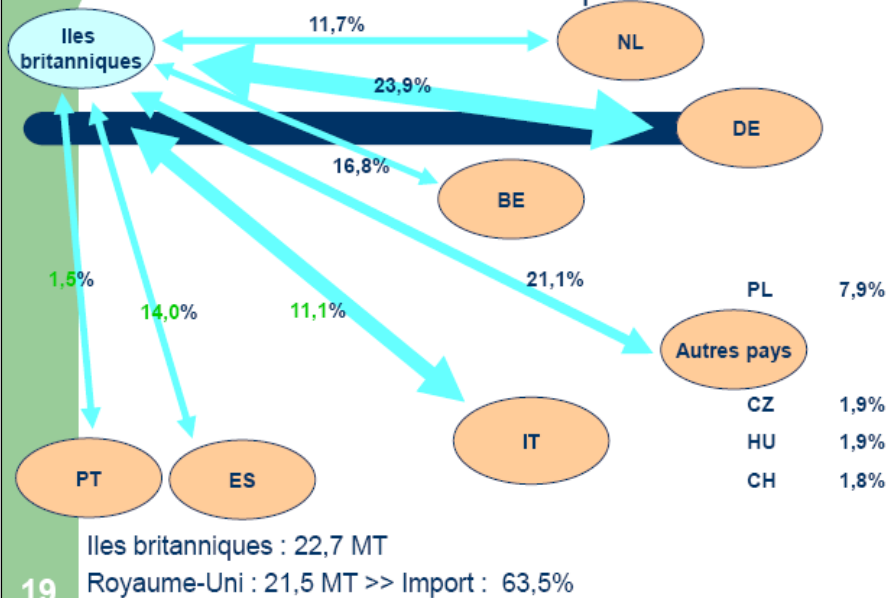 Iles
britanniques
11,7%
NL
23,9%
DE
16,8%
BE
1,5%
14,0%
11,1%
21,1%
PL 7,9%
Autres pays
CZ 1,9%
HU 1,9%
CH 1,8%
IT
PT
ES
Iles britanniques : 22,7 MT
19
Royaume-Uni : 21,5 MT >> Import : 63,5%